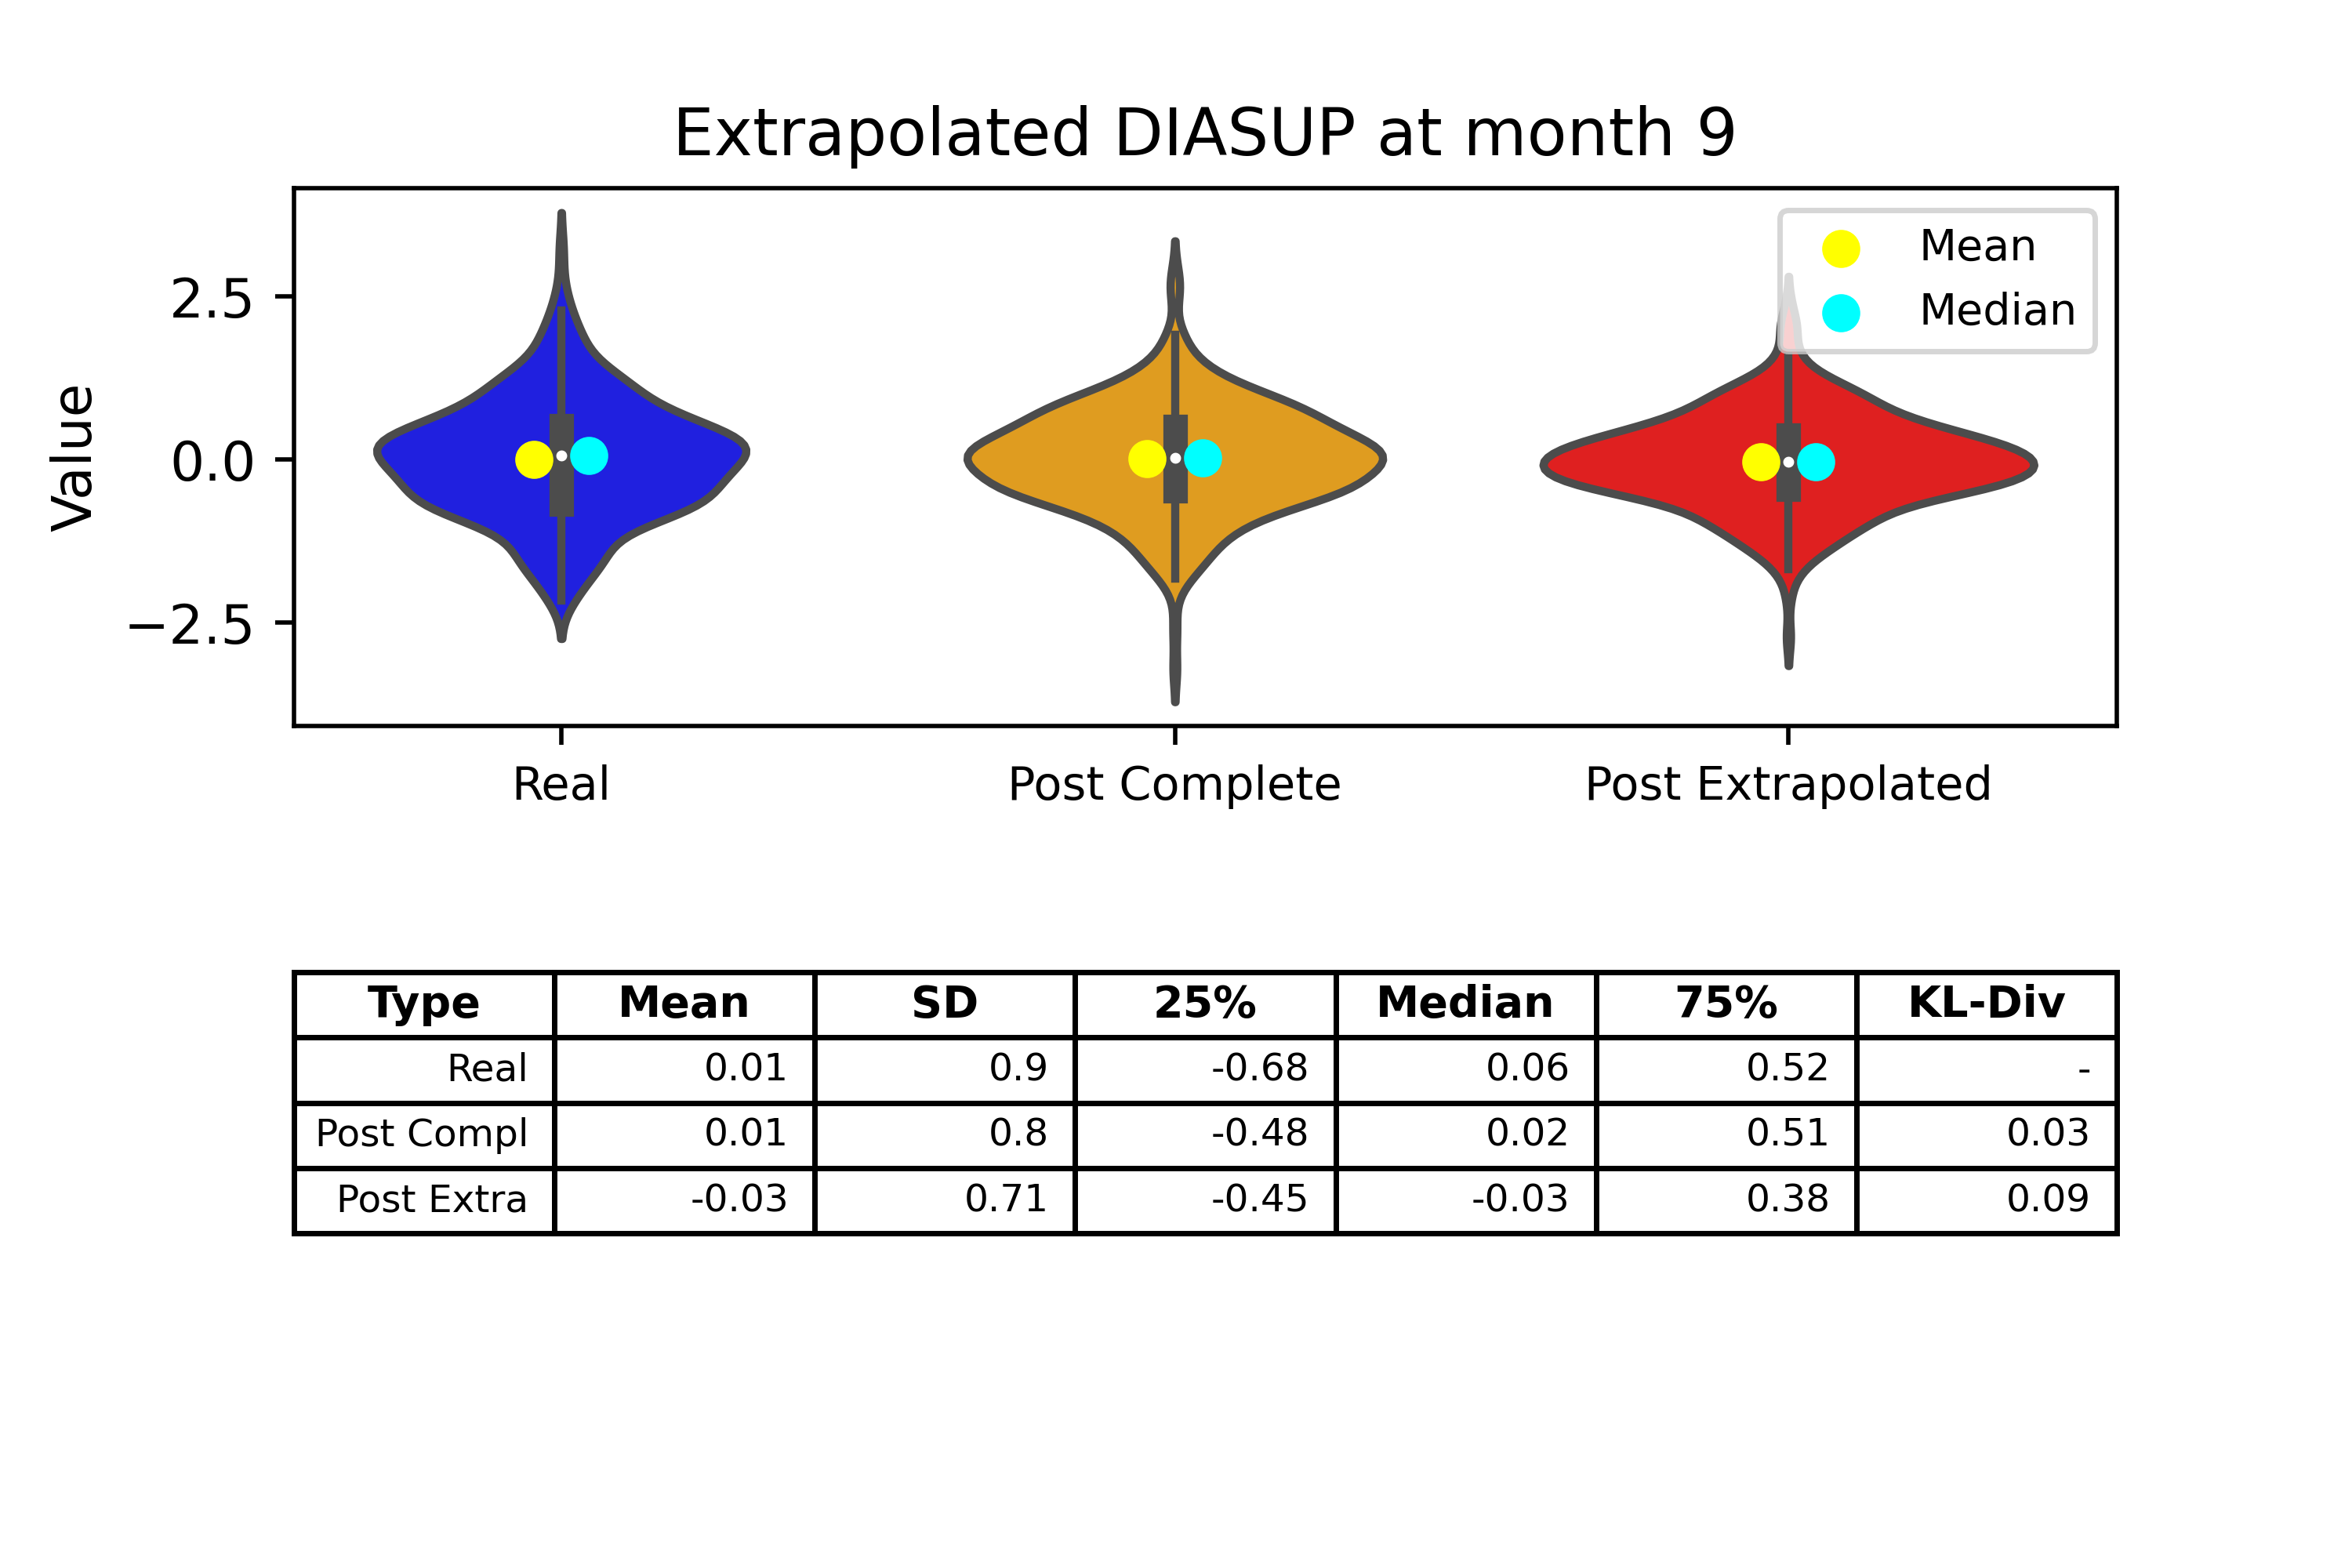 Extrapolated DIASUP at month 9
Mean
Median
2.5
0.0
−2.5
Value
Real Post Complete Post Extrapolated
Type Mean SD 25% Median 75% KL-Div
Real 0.01 0.9 -0.68 0.06 0.52 -
Post Compl 0.01 0.8 -0.48 0.02 0.51 0.03
Post Extra -0.03 0.71 -0.45 -0.03 0.38 0.09